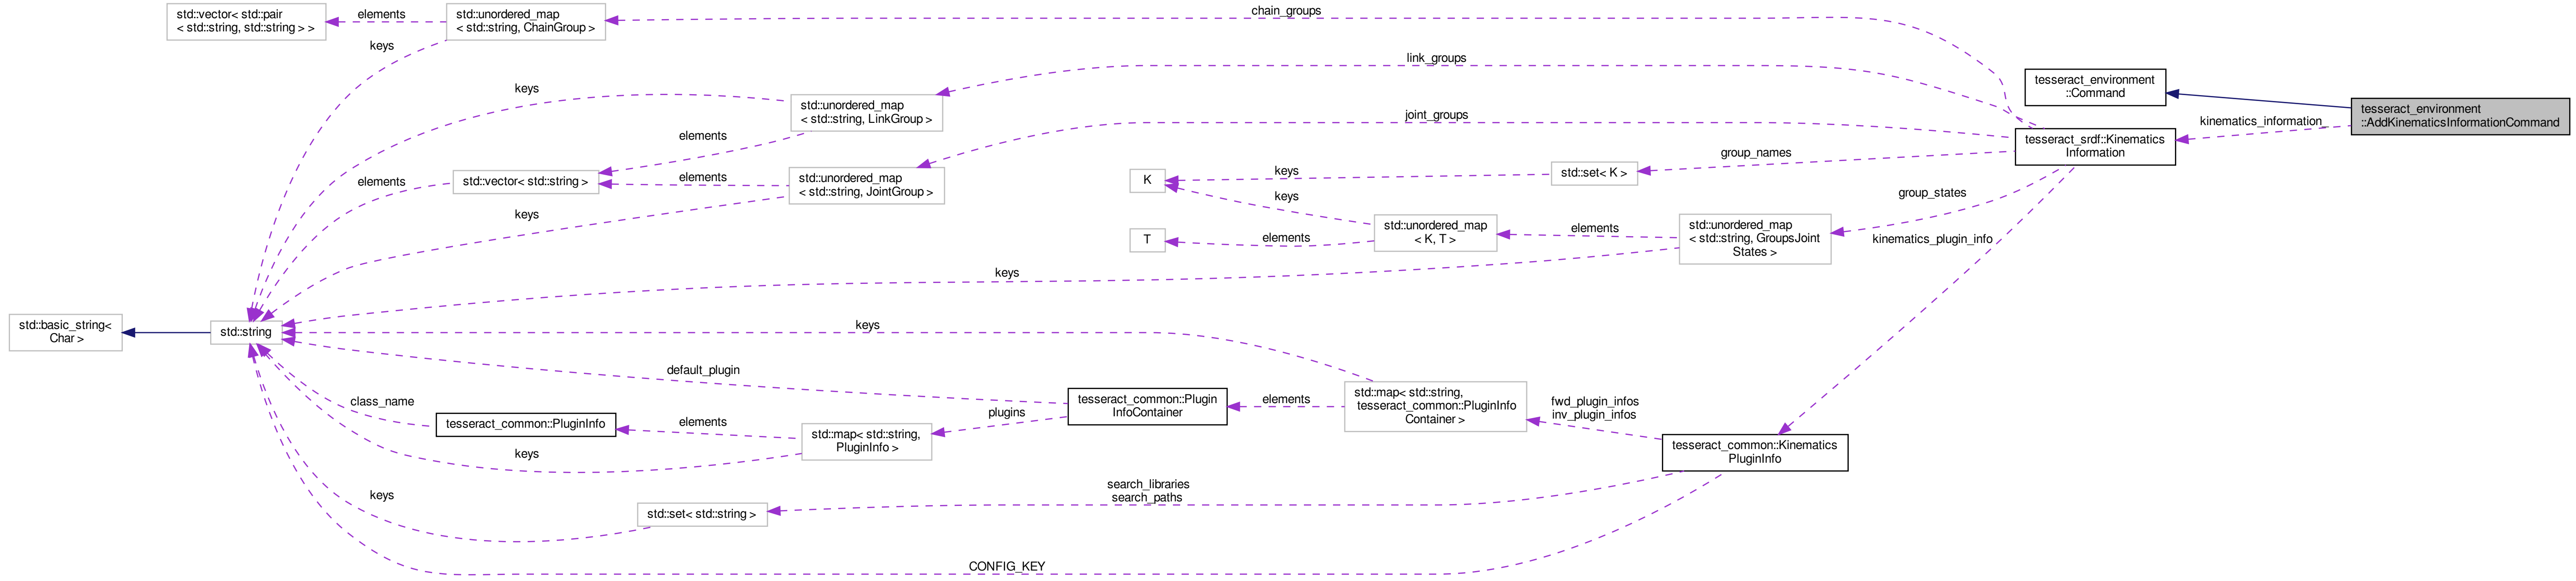 std::vector< std::pair
< std::string, std::string > >
elements
std::unordered_map
< std::string, ChainGroup >
chain_groups
keys
link_groups
tesseract_environment
::Command
tesseract_environment
::AddKinematicsInformationCommand
kinematics_information_
keys
std::unordered_map
< std::string, LinkGroup >
elements
joint_groups
tesseract_srdf::Kinematics
Information
group_names
elements
std::vector< std::string >
elements
std::unordered_map
< std::string, JointGroup >
K
keys
std::set< K >
keys
group_states
keys
T
elements
std::unordered_map
< K, T >
elements
std::unordered_map
< std::string, GroupsJoint
States >
kinematics_plugin_info
keys
std::basic_string<
Char >
std::string
keys
default_plugin
class_name
tesseract_common::PluginInfo
elements
std::map< std::string,
PluginInfo >
plugins
tesseract_common::Plugin
InfoContainer
elements
std::map< std::string,
tesseract_common::PluginInfo
Container >
fwd_plugin_infos
inv_plugin_infos
tesseract_common::Kinematics
PluginInfo
keys
keys
std::set< std::string >
search_libraries
search_paths
CONFIG_KEY